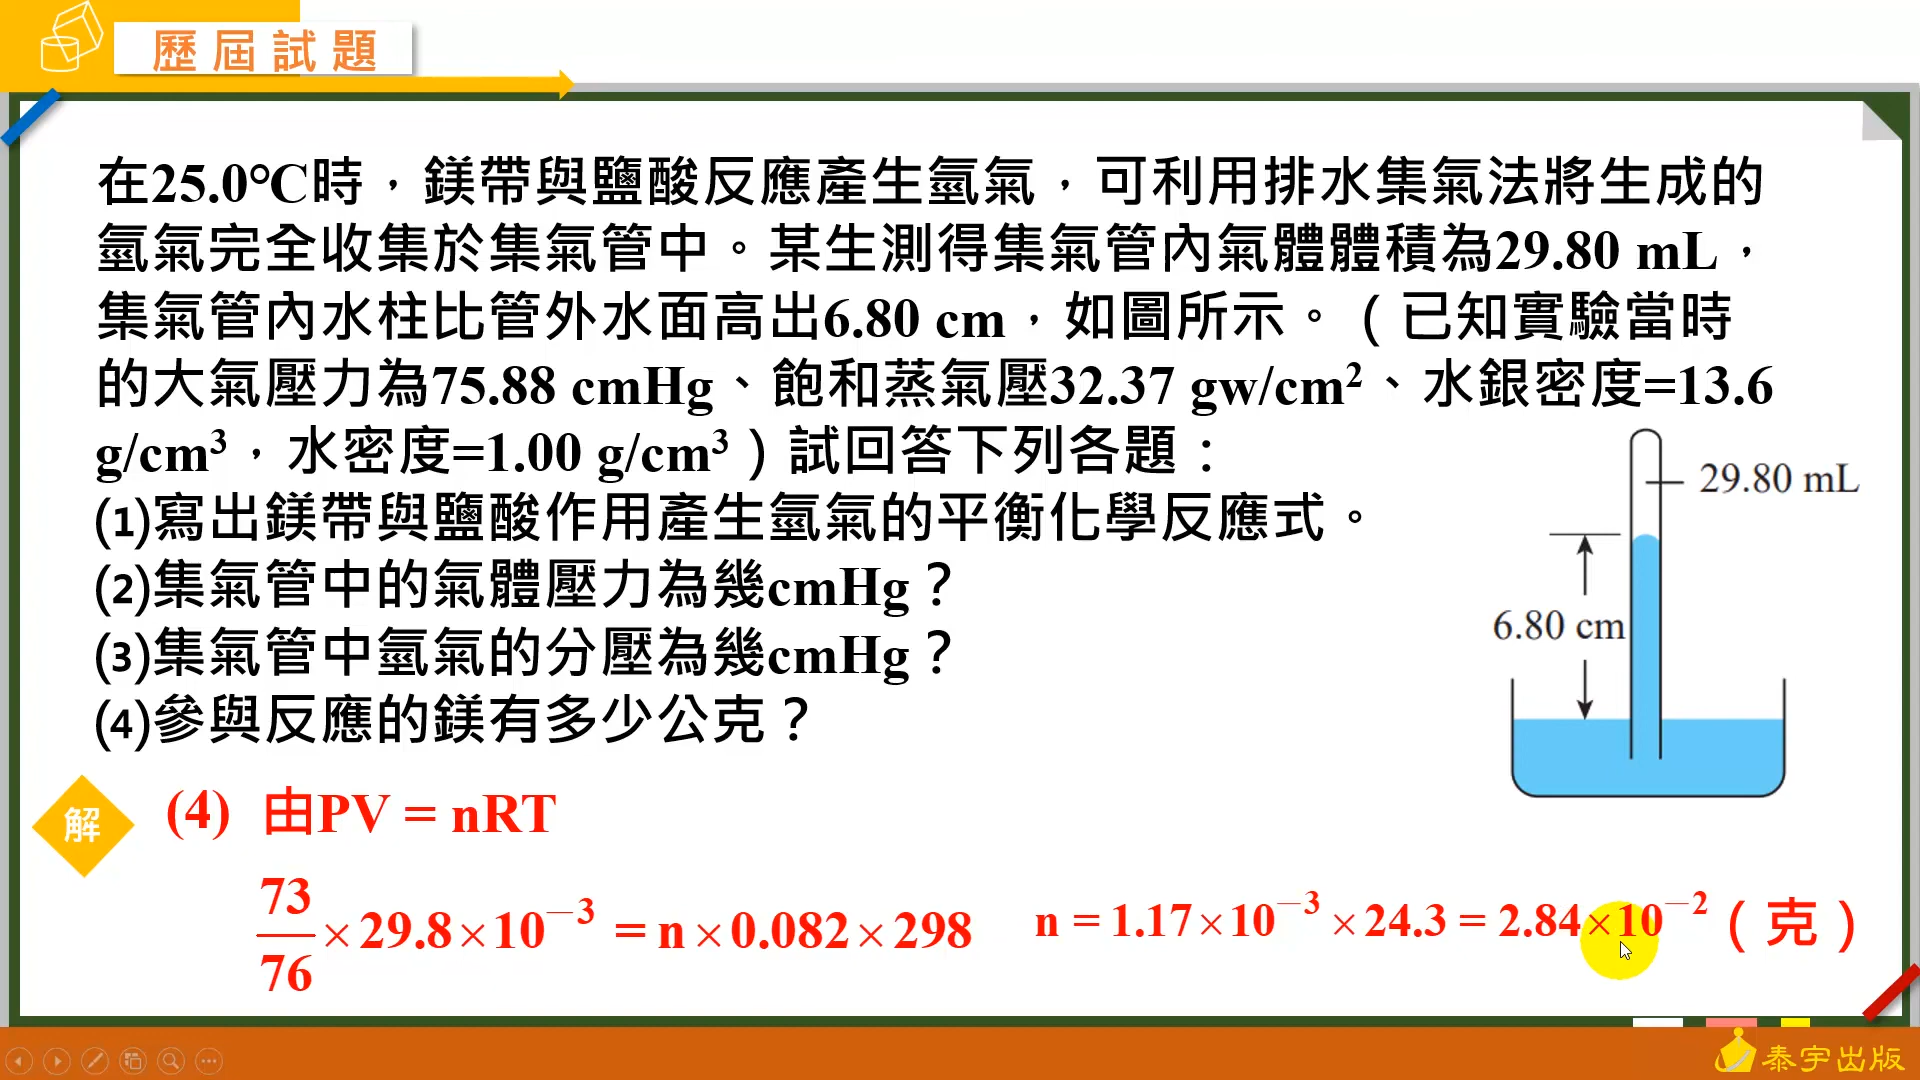 歷屆試題
在25.0℃時，鎂帶與鹽酸反應產生氫氣，可利用排水集氣法將生成的
氫氣完全收集於集氣管中。某生測得集氣管內氣體體積為29.80 mL，
集氣管內水柱比管外水面高出6.80 cm，如圖所示。（已知實驗當時
的大氣壓力為75.88 cmHg、飽和蒸氣壓32.37 gw/cm²、水銀密度=13.6
g/cm³，水密度=1.00 g/cm³）試回答下列各題：
29.80 mL
(1)寫出鎂帶與鹽酸作用產生氫氣的平衡化學反應式。
(2)集氣管中的氣體壓力為幾cmHg？
6.80 cm
(3)集氣管中氫氣的分壓為幾cmHg？
(4)參與反應的鎂有多少公克？
解
(4) 由PV = nRT
73/76 × 29.8×10⁻³ = n×0.082×298
n = 1.17×10⁻³ ×24.3 = 2.84×10⁻²（克）
泰宇出版